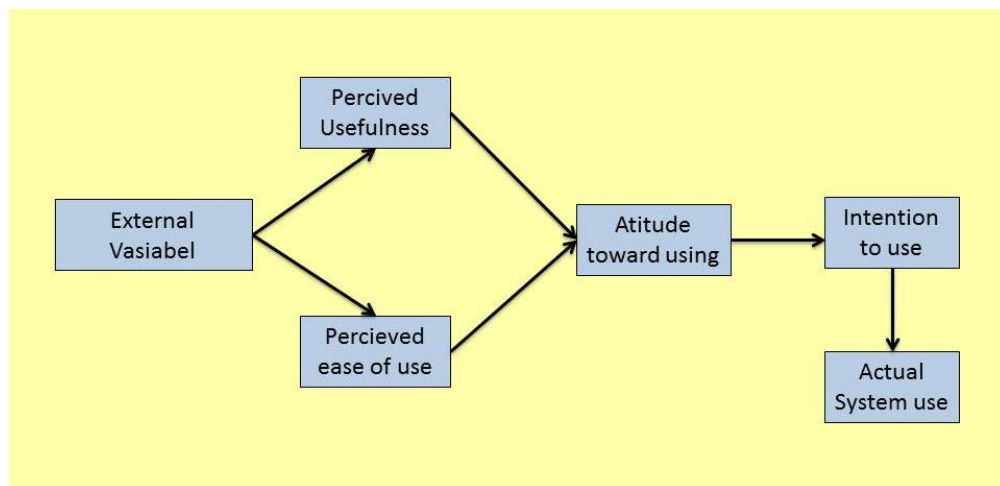 Percived
Usefulness
External
Vasiabel
Percieved
ease of use
Atitude
toward using
Intention
to use
Actual
System use